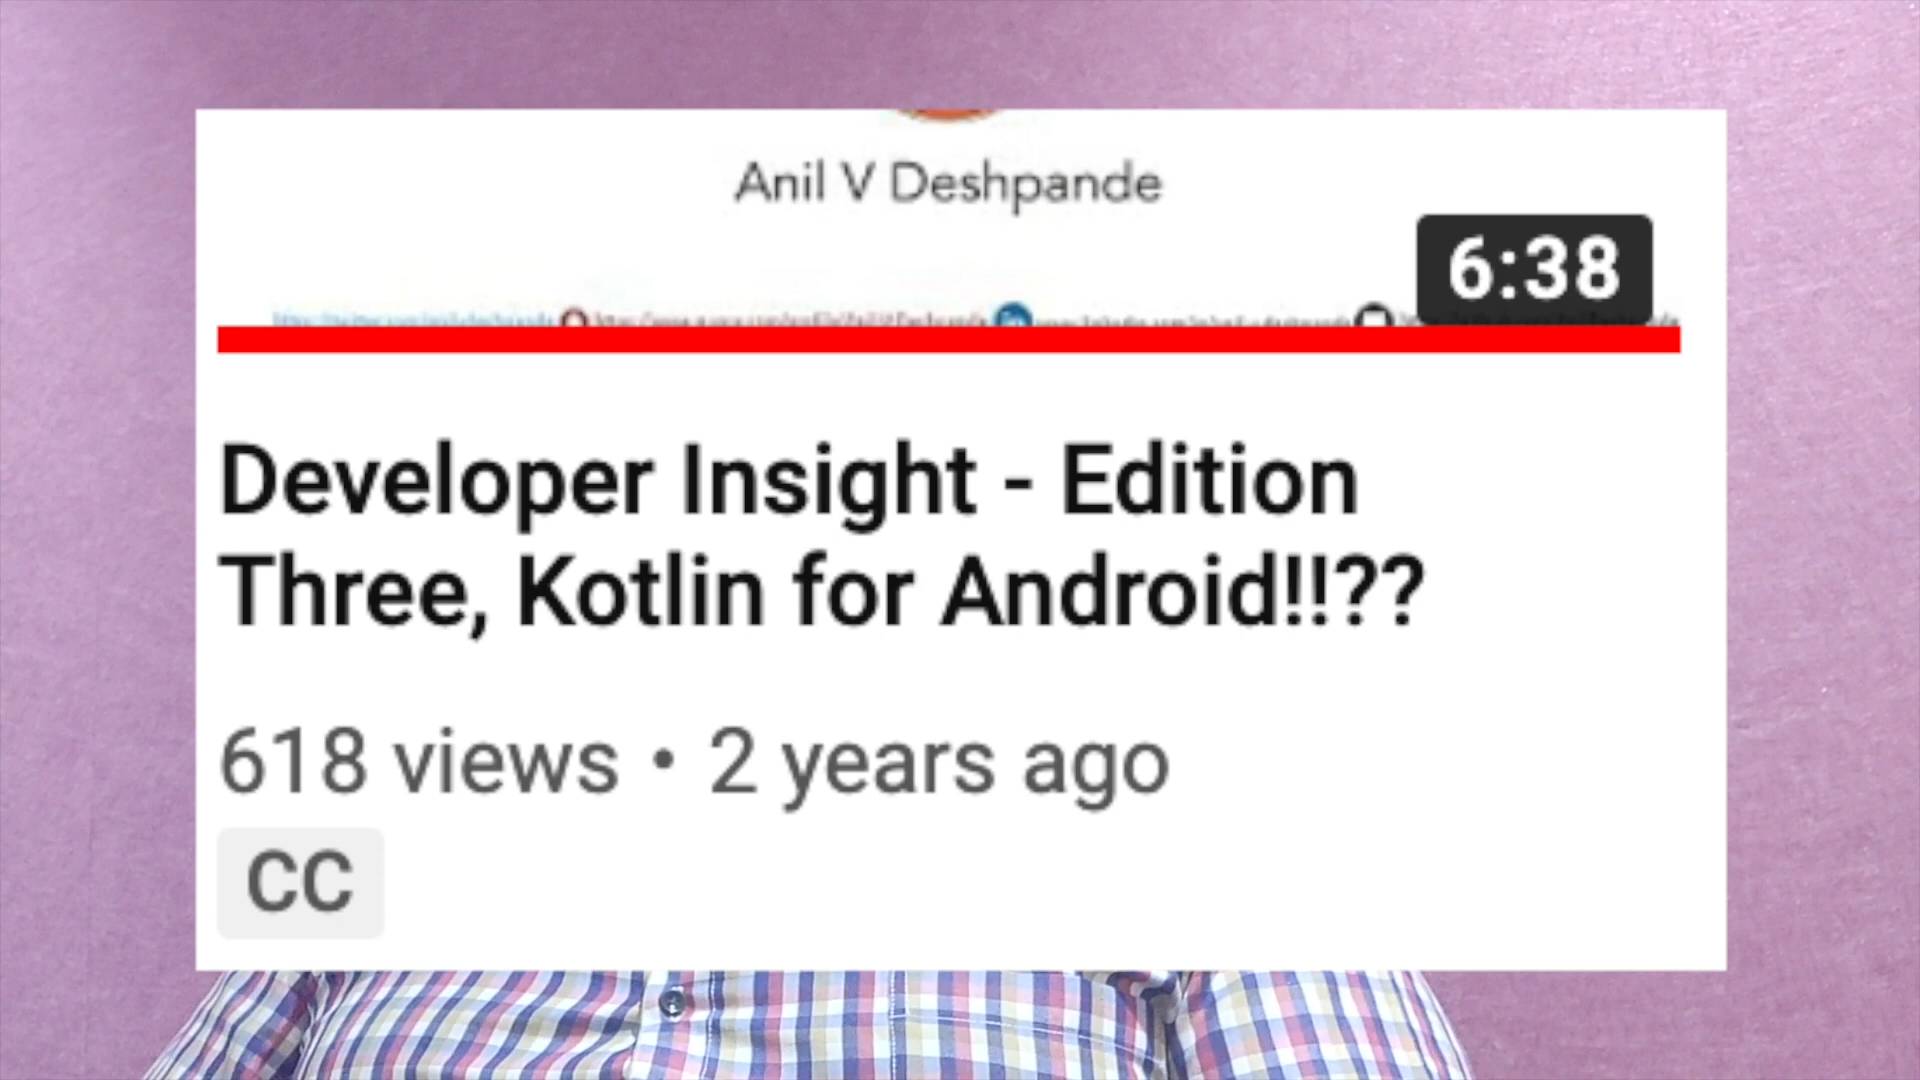 Anil V Deshpande
6:38
Developer Insight - Edition
Three, Kotlin for Android!!??
618 views • 2 years ago
CC